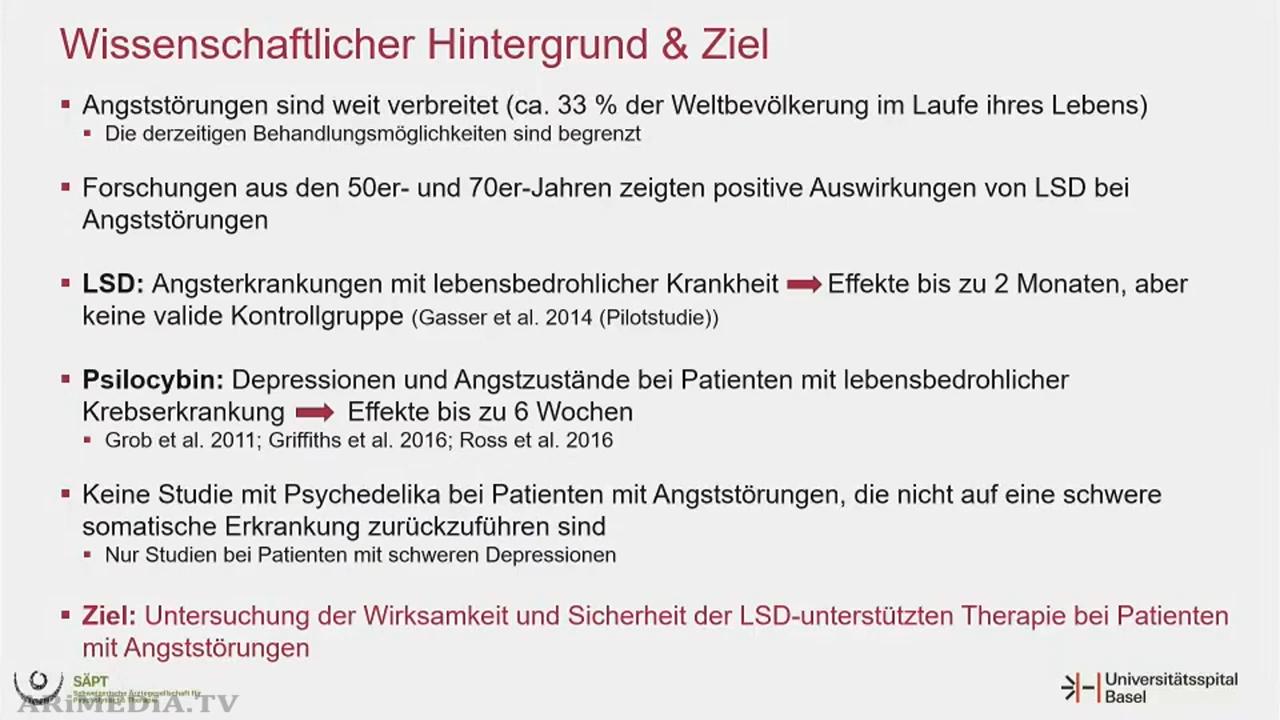 Wissenschaftlicher Hintergrund & Ziel
▪ Angststörungen sind weit verbreitet (ca. 33 % der Weltbevölkerung im Laufe ihres Lebens)
▪ Die derzeitigen Behandlungsmöglichkeiten sind begrenzt
▪ Forschungen aus den 50er- und 70er-Jahren zeigten positive Auswirkungen von LSD bei
Angststörungen
▪ LSD: Angsterkrankungen mit lebensbedrohlicher Krankheit ➡ Effekte bis zu 2 Monaten, aber
keine valide Kontrollgruppe (Gasser et al. 2014 (Pilotstudie))
▪ Psilocybin: Depressionen und Angstzustände bei Patienten mit lebensbedrohlicher
Krebserkrankung ➡ Effekte bis zu 6 Wochen
▪ Grob et al. 2011; Griffiths et al. 2016; Ross et al. 2016
▪ Keine Studie mit Psychedelika bei Patienten mit Angststörungen, die nicht auf eine schwere
somatische Erkrankung zurückzuführen sind
▪ Nur Studien bei Patienten mit schweren Depressionen
▪ Ziel: Untersuchung der Wirksamkeit und Sicherheit der LSD-unterstützten Therapie bei Patienten
mit Angststörungen
SÄPT
Schweizerische Ärztegesellschaft für
ARiMEDiA.TV
Universitätsspital
Basel